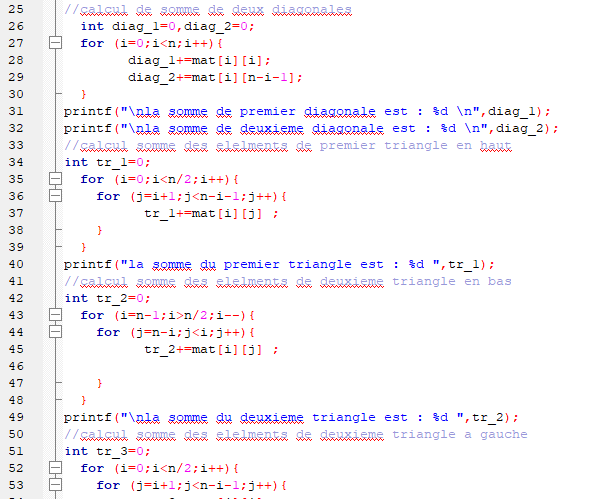 25 //calcul de somme de deux diagonales
26 int diag_1=0,diag_2=0;
27 for (i=0;i<n;i++){
28 diag_1+=mat[i][i];
29 diag_2+=mat[i][n-i-1];
30 }
31 printf("\nla somme de premier diagonale est : %d \n",diag_1);
32 printf("\nla somme de deuxieme diagonale est : %d \n",diag_2);
33 //calcul somme des elelments de premier triangle en haut
34 int tr_1=0;
35 for (i=0;i<n/2;i++){
36 for (j=i+1;j<n-i-1;j++){
37 tr_1+=mat[i][j] ;
38 }
39 }
40 printf("la somme du premier triangle est : %d ",tr_1);
41 //calcul somme des elelments de deuxieme triangle en bas
42 int tr_2=0;
43 for (i=n-1;i>n/2;i--){
44 for (j=n-i;j<i;j++){
45 tr_2+=mat[i][j] ;
46
47 }
48 }
49 printf("\nla somme du deuxieme triangle est : %d ",tr_2);
50 //calcul somme des elelments de deuxieme triangle a gauche
51 int tr_3=0;
52 for (i=0;i<n/2;i++){
53 for (j=i+1;j<n-i-1;j++){